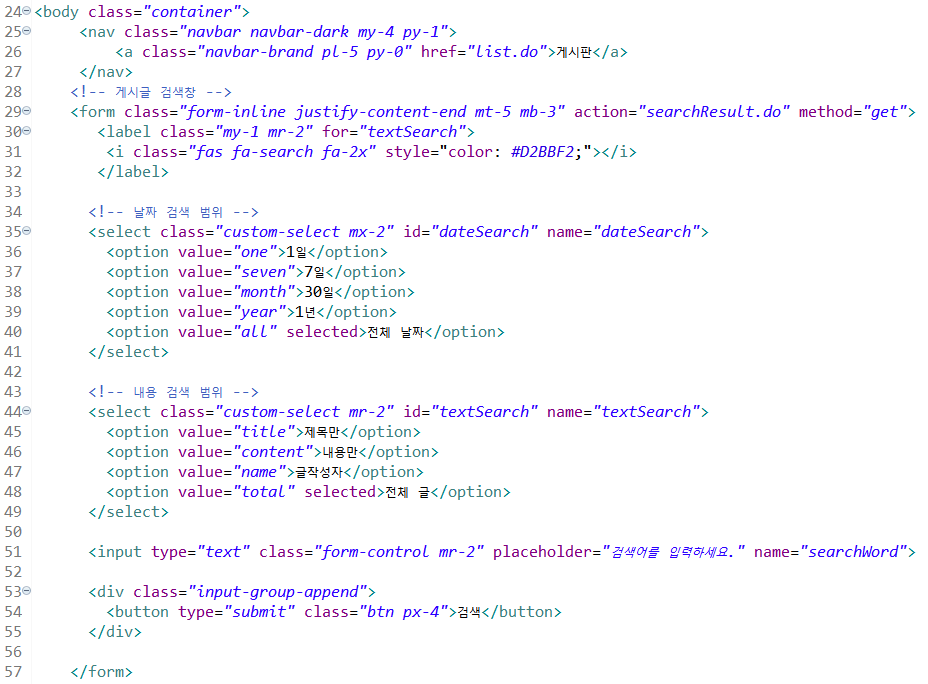 24 <body class="container">
25 <nav class="navbar navbar-dark my-4 py-1">
26 <a class="navbar-brand pl-5 py-0" href="list.do">게시판</a>
27 </nav>
28 <!-- 게시글 검색창 -->
29 <form class="form-inline justify-content-end mt-5 mb-3" action="searchResult.do" method="get">
30 <label class="my-1 mr-2" for="textSearch">
31 <i class="fas fa-search fa-2x" style="color: #D2BBF2;"></i>
32 </label>
33
34 <!-- 날짜 검색 범위 -->
35 <select class="custom-select mx-2" id="dateSearch" name="dateSearch">
36 <option value="one">1일</option>
37 <option value="seven">7일</option>
38 <option value="month">30일</option>
39 <option value="year">1년</option>
40 <option value="all" selected>전체 날짜</option>
41 </select>
42
43 <!-- 내용 검색 범위 -->
44 <select class="custom-select mr-2" id="textSearch" name="textSearch">
45 <option value="title">제목만</option>
46 <option value="content">내용만</option>
47 <option value="name">글작성자</option>
48 <option value="total" selected>전체 글</option>
49 </select>
50
51 <input type="text" class="form-control mr-2" placeholder="검색어를 입력하세요." name="searchWord">
52
53 <div class="input-group-append">
54 <button type="submit" class="btn px-4">검색</button>
55 </div>
56
57 </form>